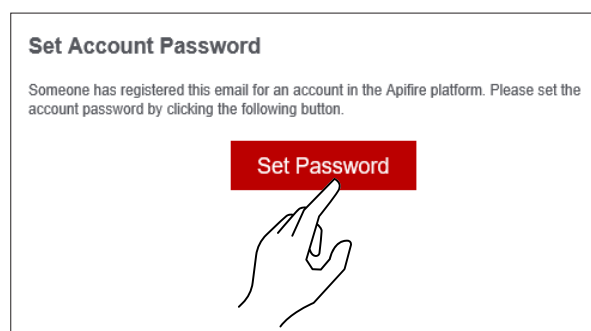 Set Account Password
Someone has registered this email for an account in the Apifire platform. Please set the
account password by clicking the following button.
Set Password